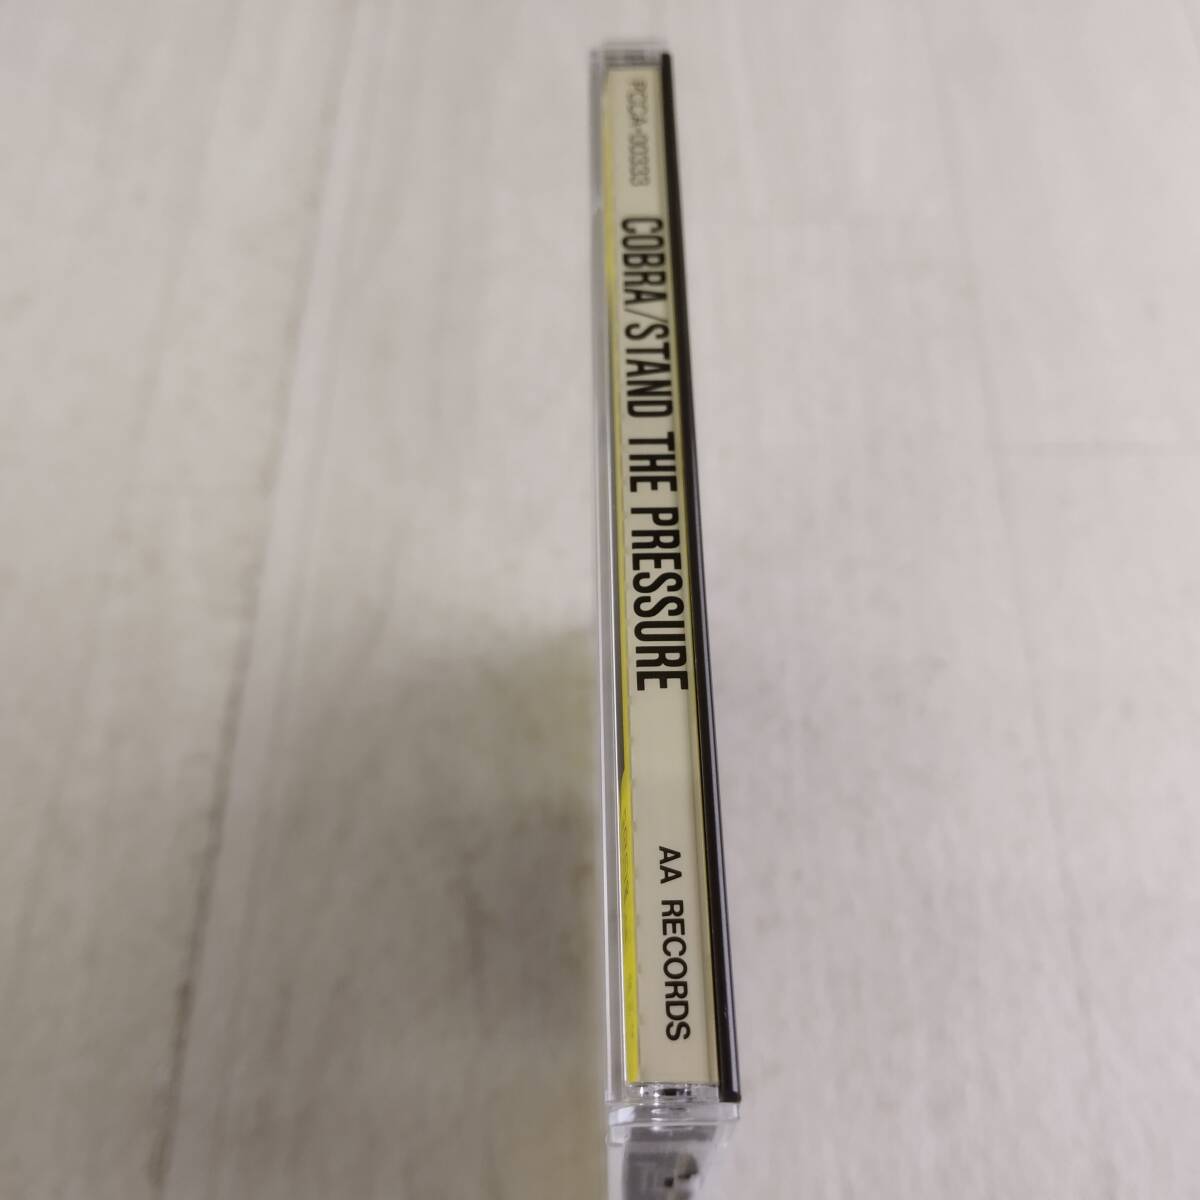 PCCA-00333
COBRA/STAND THE PRESSURE
AA RECORDS